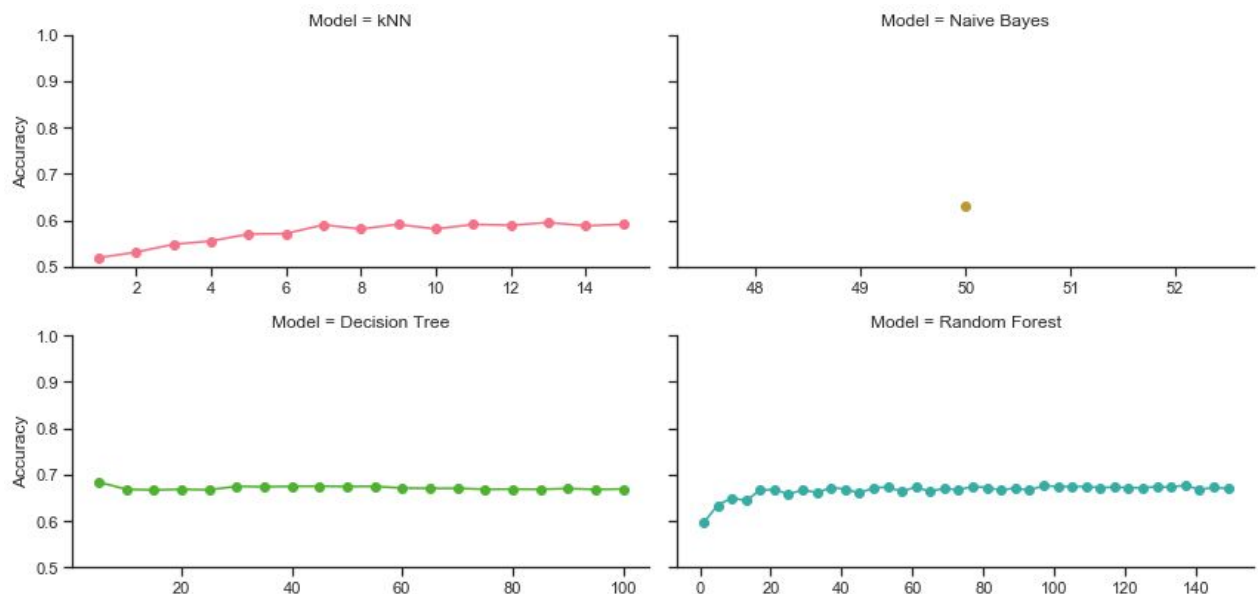 Model = kNN
Model = Naive Bayes
1.0
0.9
0.8
0.7
0.6
0.5
Accuracy
2 4 6 8 10 12 14
48 49 50 51 52
Model = Decision Tree
Model = Random Forest
1.0
0.9
0.8
0.7
0.6
0.5
Accuracy
20 40 60 80 100
0 20 40 60 80 100 120 140